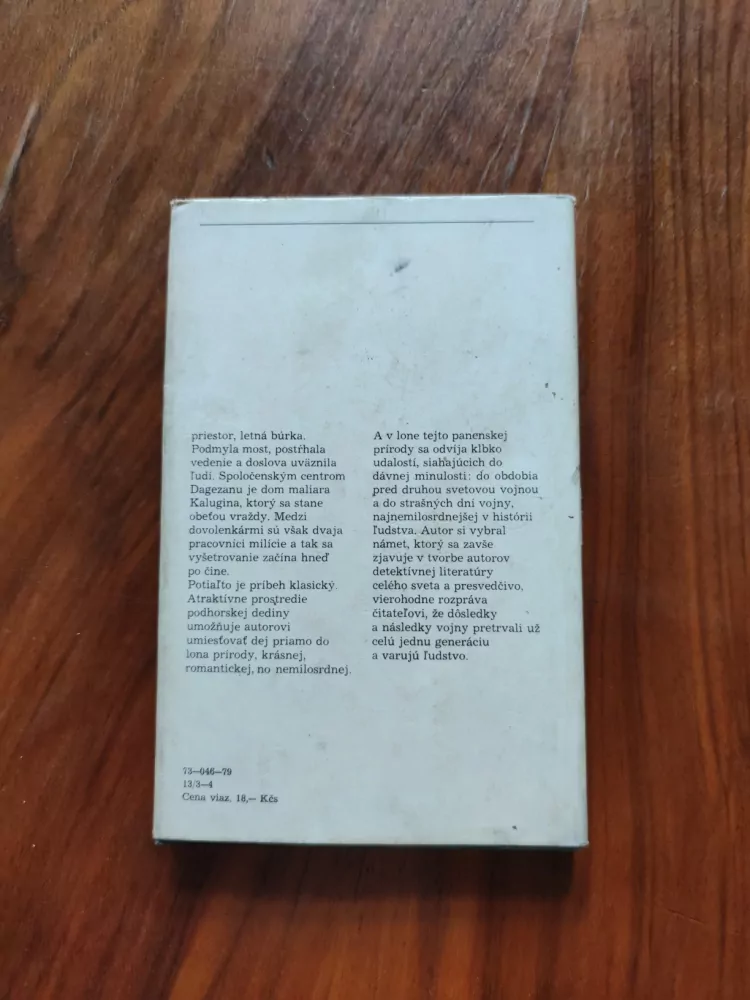 priestor, letná búrka.
Podmyla most, postŕhala
vedenie a doslova uväznila
ľudí. Spoločenským centrom
Dagezanu je dom maliara
Kalugina, ktorý sa stane
obeťou vraždy. Medzi
dovolenkármi sú však dvaja
pracovníci milície a tak sa
vyšetrovanie začína hneď
po čine.
Potiaľto je príbeh klasický.
Atraktívne prostredie
podhorskej dediny
umožňuje autorovi
umiestovať dej priamo do
lona prírody, krásnej,
romantickej, no nemilosrdnej.
A v lone tejto panenskej
prírody sa odvíja klbko
udalostí, siahajúcich do
dávnej minulosti: do obdobia
pred druhou svetovou vojnou
a do strašných dní vojny,
najnemilosrdnejšej v histórii
ľudstva. Autor si vybral
námet, ktorý sa zavše
zjavuje v tvorbe autorov
detektívnej literatúry
celého sveta a presvedčivo,
vierohodne rozpráva
čitateľovi, že dôsledky
a následky vojny pretrvali už
celú jednu generáciu
a varujú ľudstvo.
73—046—79
13/3—4
Cena viaz. 18,— Kčs